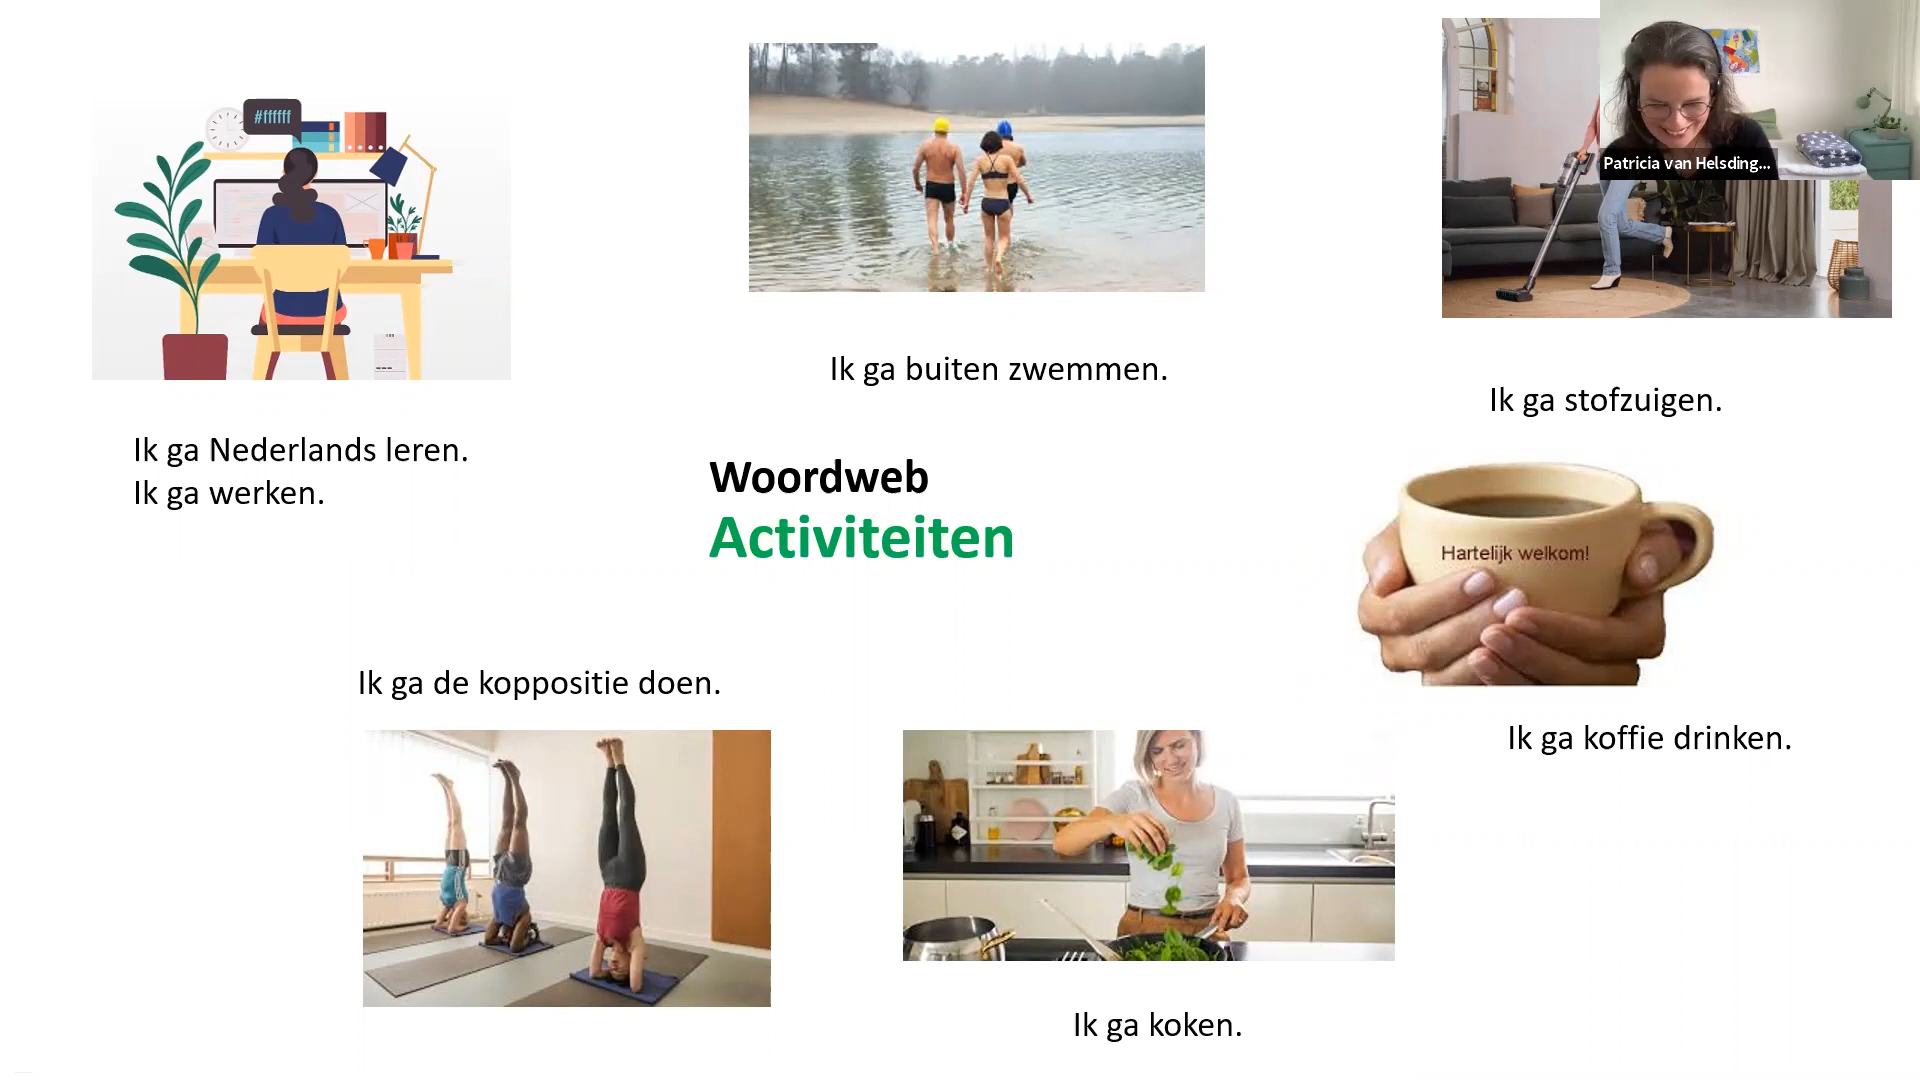 #ffffff
Patricia van Helsding...
Ik ga buiten zwemmen.
Ik ga stofzuigen.
Ik ga Nederlands leren.
Ik ga werken.
Woordweb
Activiteiten
Hartelijk welkom!
Ik ga de koppositie doen.
Ik ga koffie drinken.
Ik ga koken.